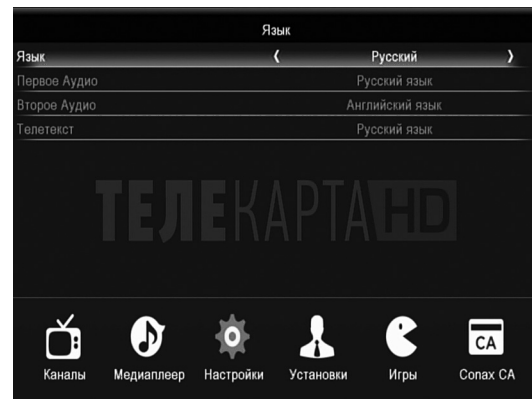 Язык
Язык ⟨ Русский ⟩
Первое Аудио Русский язык
Второе Аудио Английский язык
Телетекст Русский язык
ТЕЛЕКАРТА HD
CA
Каналы Медиаплеер Настройки Установки Игры Conax CA